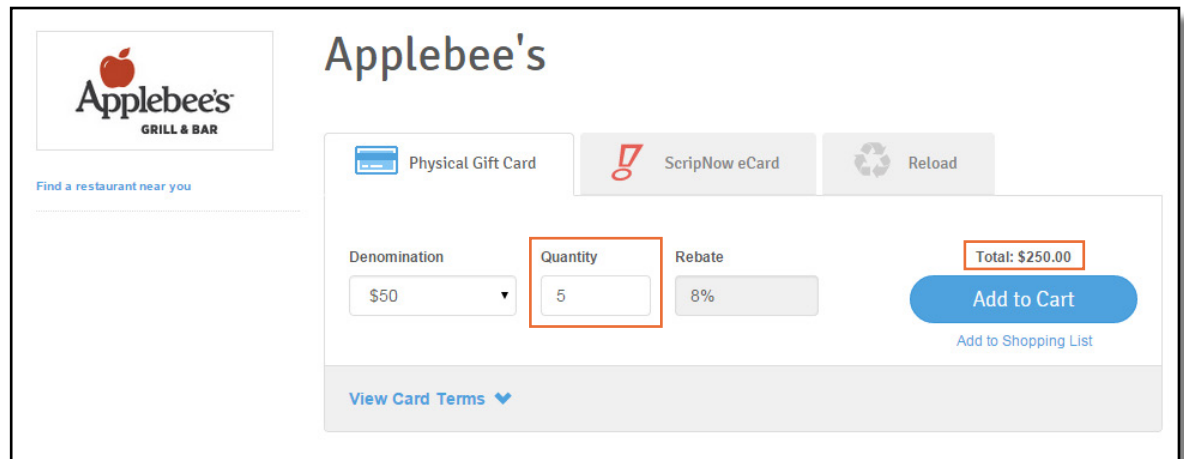 Applebee's
GRILL & BAR
Find a restaurant near you
Applebee's
Physical Gift Card
ScripNow eCard
Reload
Denomination
Quantity
Rebate
Total: $250.00
$50
5
8%
Add to Cart
Add to Shopping List
View Card Terms